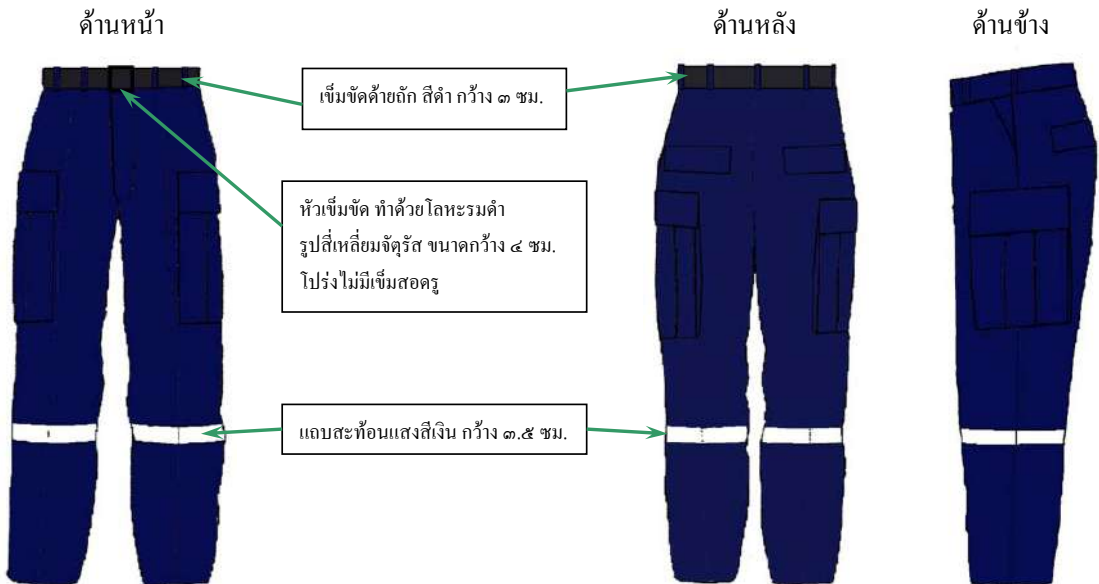 ด้านหน้า
ด้านหลัง
ด้านข้าง
เข็มขัดด้ายถัก สีดำ กว้าง ๓ ซม.
หัวเข็มขัด ทำด้วยโลหะรมดำ
รูปสี่เหลี่ยมจัตุรัส ขนาดกว้าง ๔ ซม.
โปร่งไม่มีเข็มสอดรู
แถบสะท้อนแสงสีเงิน กว้าง ๓.๕ ซม.